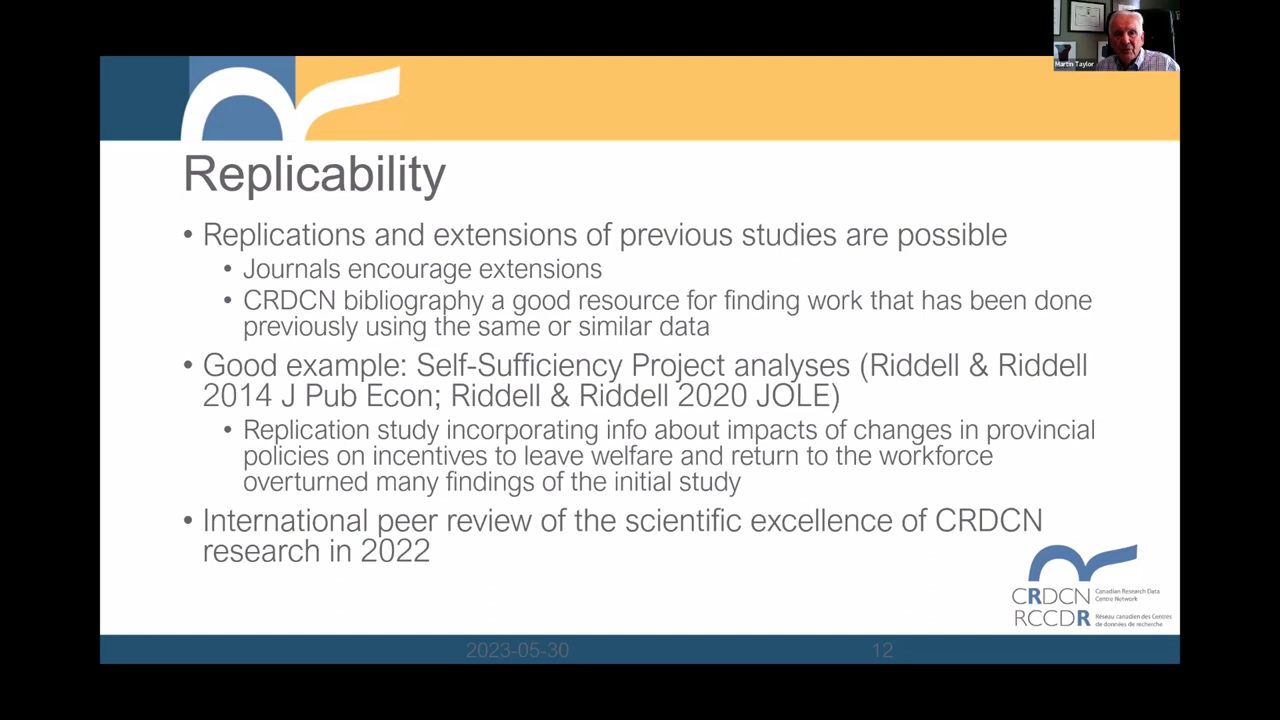 Martin Taylor
Replicability
• Replications and extensions of previous studies are possible
• Journals encourage extensions
• CRDCN bibliography a good resource for finding work that has been done
previously using the same or similar data
• Good example: Self-Sufficiency Project analyses (Riddell & Riddell
2014 J Pub Econ; Riddell & Riddell 2020 JOLE)
• Replication study incorporating info about impacts of changes in provincial
policies on incentives to leave welfare and return to the workforce
overturned many findings of the initial study
• International peer review of the scientific excellence of CRDCN
research in 2022
CRDCN Canadian Research Data
Centre Network
RCCDR Réseau canadien des Centres
de données de recherche
2023-05-30
12